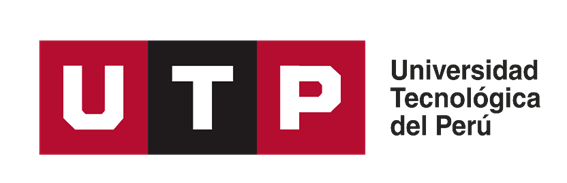 UTP
Universidad
Tecnológica
del Perú